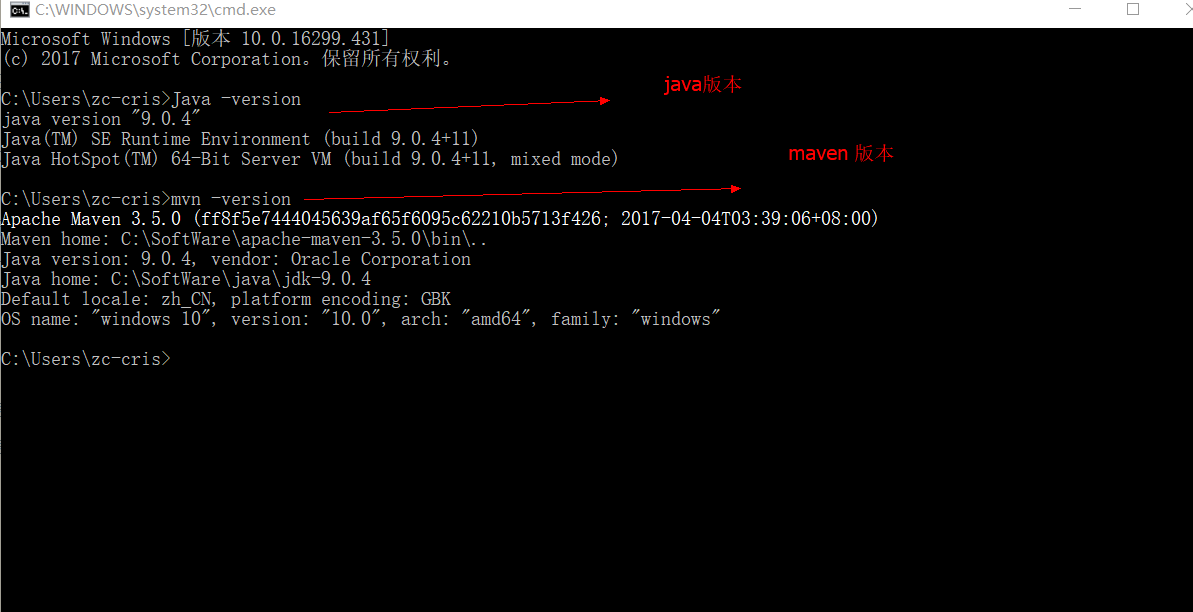 C:\WINDOWS\system32\cmd.exe
Microsoft Windows [版本 10.0.16299.431]
(c) 2017 Microsoft Corporation。保留所有权利。
java版本
C:\Users\zc-cris>Java -version
java version "9.0.4"
Java(TM) SE Runtime Environment (build 9.0.4+11)
Java HotSpot(TM) 64-Bit Server VM (build 9.0.4+11, mixed mode)
maven 版本
C:\Users\zc-cris>mvn -version
Apache Maven 3.5.0 (ff8f5e7444045639af65f6095c62210b5713f426; 2017-04-04T03:39:06+08:00)
Maven home: C:\SoftWare\apache-maven-3.5.0\bin\..
Java version: 9.0.4, vendor: Oracle Corporation
Java home: C:\SoftWare\java\jdk-9.0.4
Default locale: zh_CN, platform encoding: GBK
OS name: "windows 10", version: "10.0", arch: "amd64", family: "windows"
C:\Users\zc-cris>